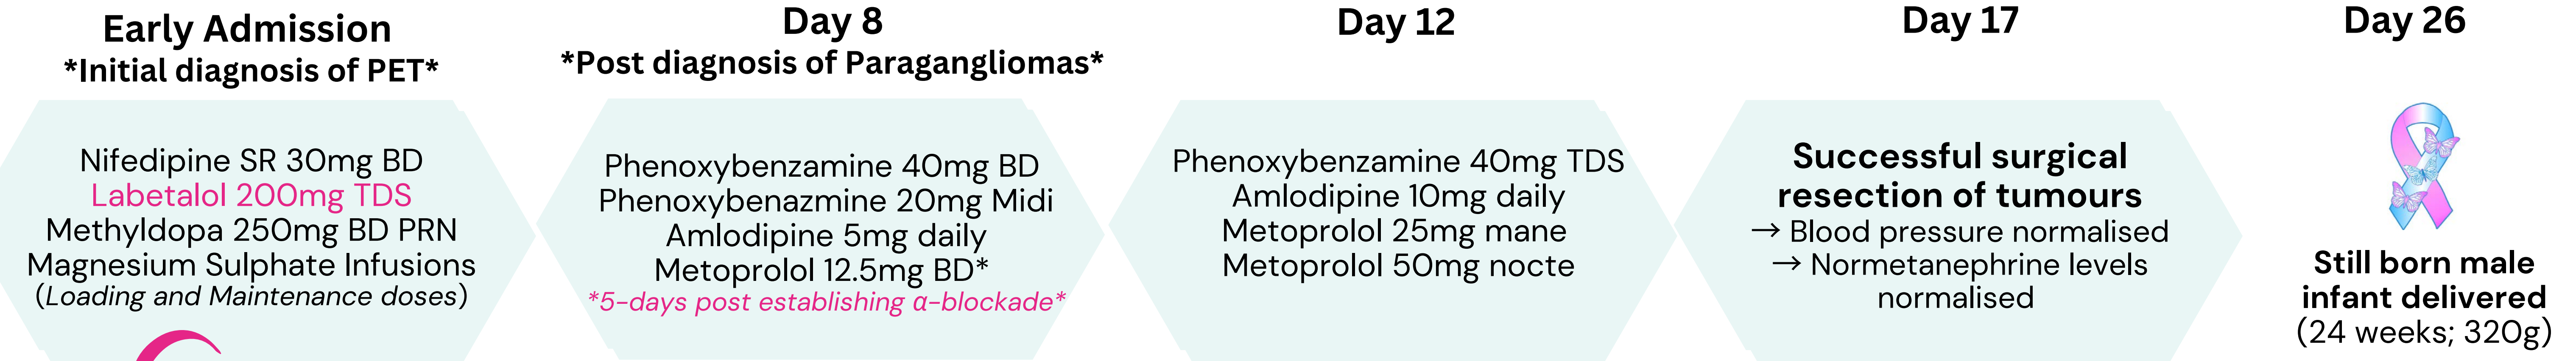 Early Admission
*Initial diagnosis of PET*
Nifedipine SR 30mg BD
Labetalol 200mg TDS
Methyldopa 250mg BD PRN
Magnesium Sulphate Infusions
(Loading and Maintenance doses)
Day 8
*Post diagnosis of Paragangliomas*
Phenoxybenzamine 40mg BD
Phenoxybenazmine 20mg Midi
Amlodipine 5mg daily
Metoprolol 12.5mg BD*
*5-days post establishing α-blockade*
Day 12
Phenoxybenzamine 40mg TDS
Amlodipine 10mg daily
Metoprolol 25mg mane
Metoprolol 50mg nocte
Day 17
Successful surgical
resection of tumours
→ Blood pressure normalised
→ Normetanephrine levels
normalised
Day 26
Still born male
infant delivered
(24 weeks; 320g)